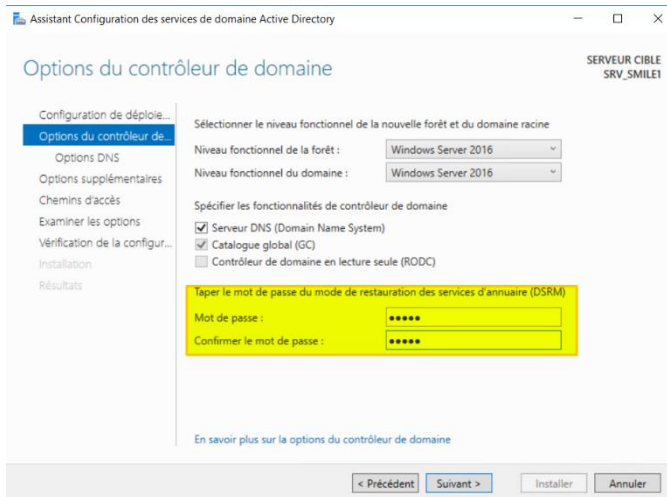 Assistant Configuration des services de domaine Active Directory
Options du contrôleur de domaine
SERVEUR CIBLE
SRV_SMILE1
Configuration de déploie...
Options du contrôleur de...
Options DNS
Options supplémentaires
Chemins d'accès
Examiner les options
Vérification de la configur...
Installation
Résultats
Sélectionner le niveau fonctionnel de la nouvelle forêt et du domaine racine
Niveau fonctionnel de la forêt : Windows Server 2016
Niveau fonctionnel du domaine : Windows Server 2016
Spécifier les fonctionnalités de contrôleur de domaine
Serveur DNS (Domain Name System)
Catalogue global (GC)
Contrôleur de domaine en lecture seule (RODC)
Taper le mot de passe du mode de restauration des services d'annuaire (DSRM)
Mot de passe : •••••
Confirmer le mot de passe : •••••
En savoir plus sur la options du contrôleur de domaine
< Précédent Suivant > Installer Annuler